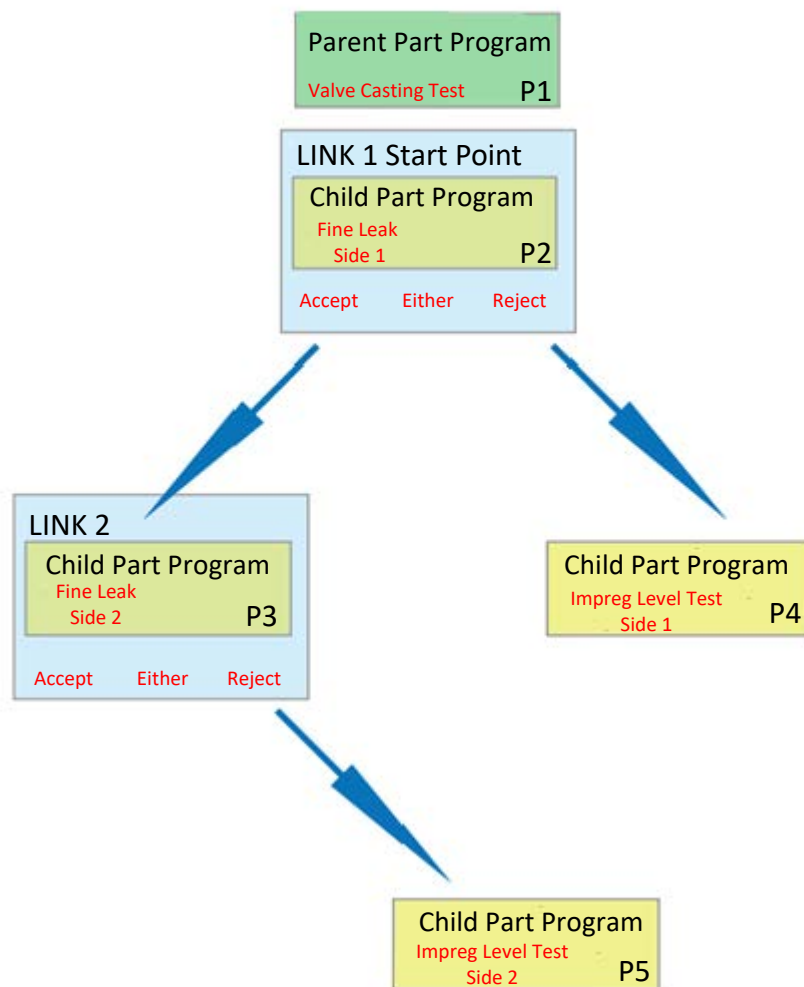 Parent Part Program
Valve Casting Test P1
LINK 1 Start Point
Child Part Program
Fine Leak
Side 1 P2
Accept Either Reject
LINK 2
Child Part Program
Fine Leak
Side 2 P3
Accept Either Reject
Child Part Program
Impreg Level Test P4
Side 1
Child Part Program
Impreg Level Test
Side 2 P5